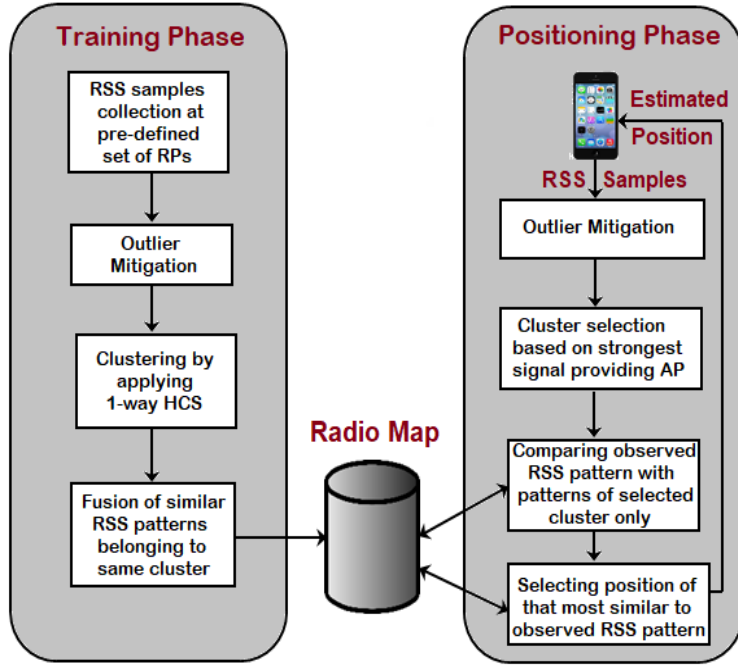 Training Phase
RSS samples
collection at
pre-defined
set of RPs
Outlier
Mitigation
Clustering by
applying
1-way HCS
Fusion of similar
RSS patterns
belonging to
same cluster
Radio Map
Positioning Phase
Estimated
Position
RSS Samples
Outlier Mitigation
Cluster selection
based on strongest
signal providing AP
Comparing observed
RSS pattern with
patterns of selected
cluster only
Selecting position of
that most similar to
observed RSS pattern